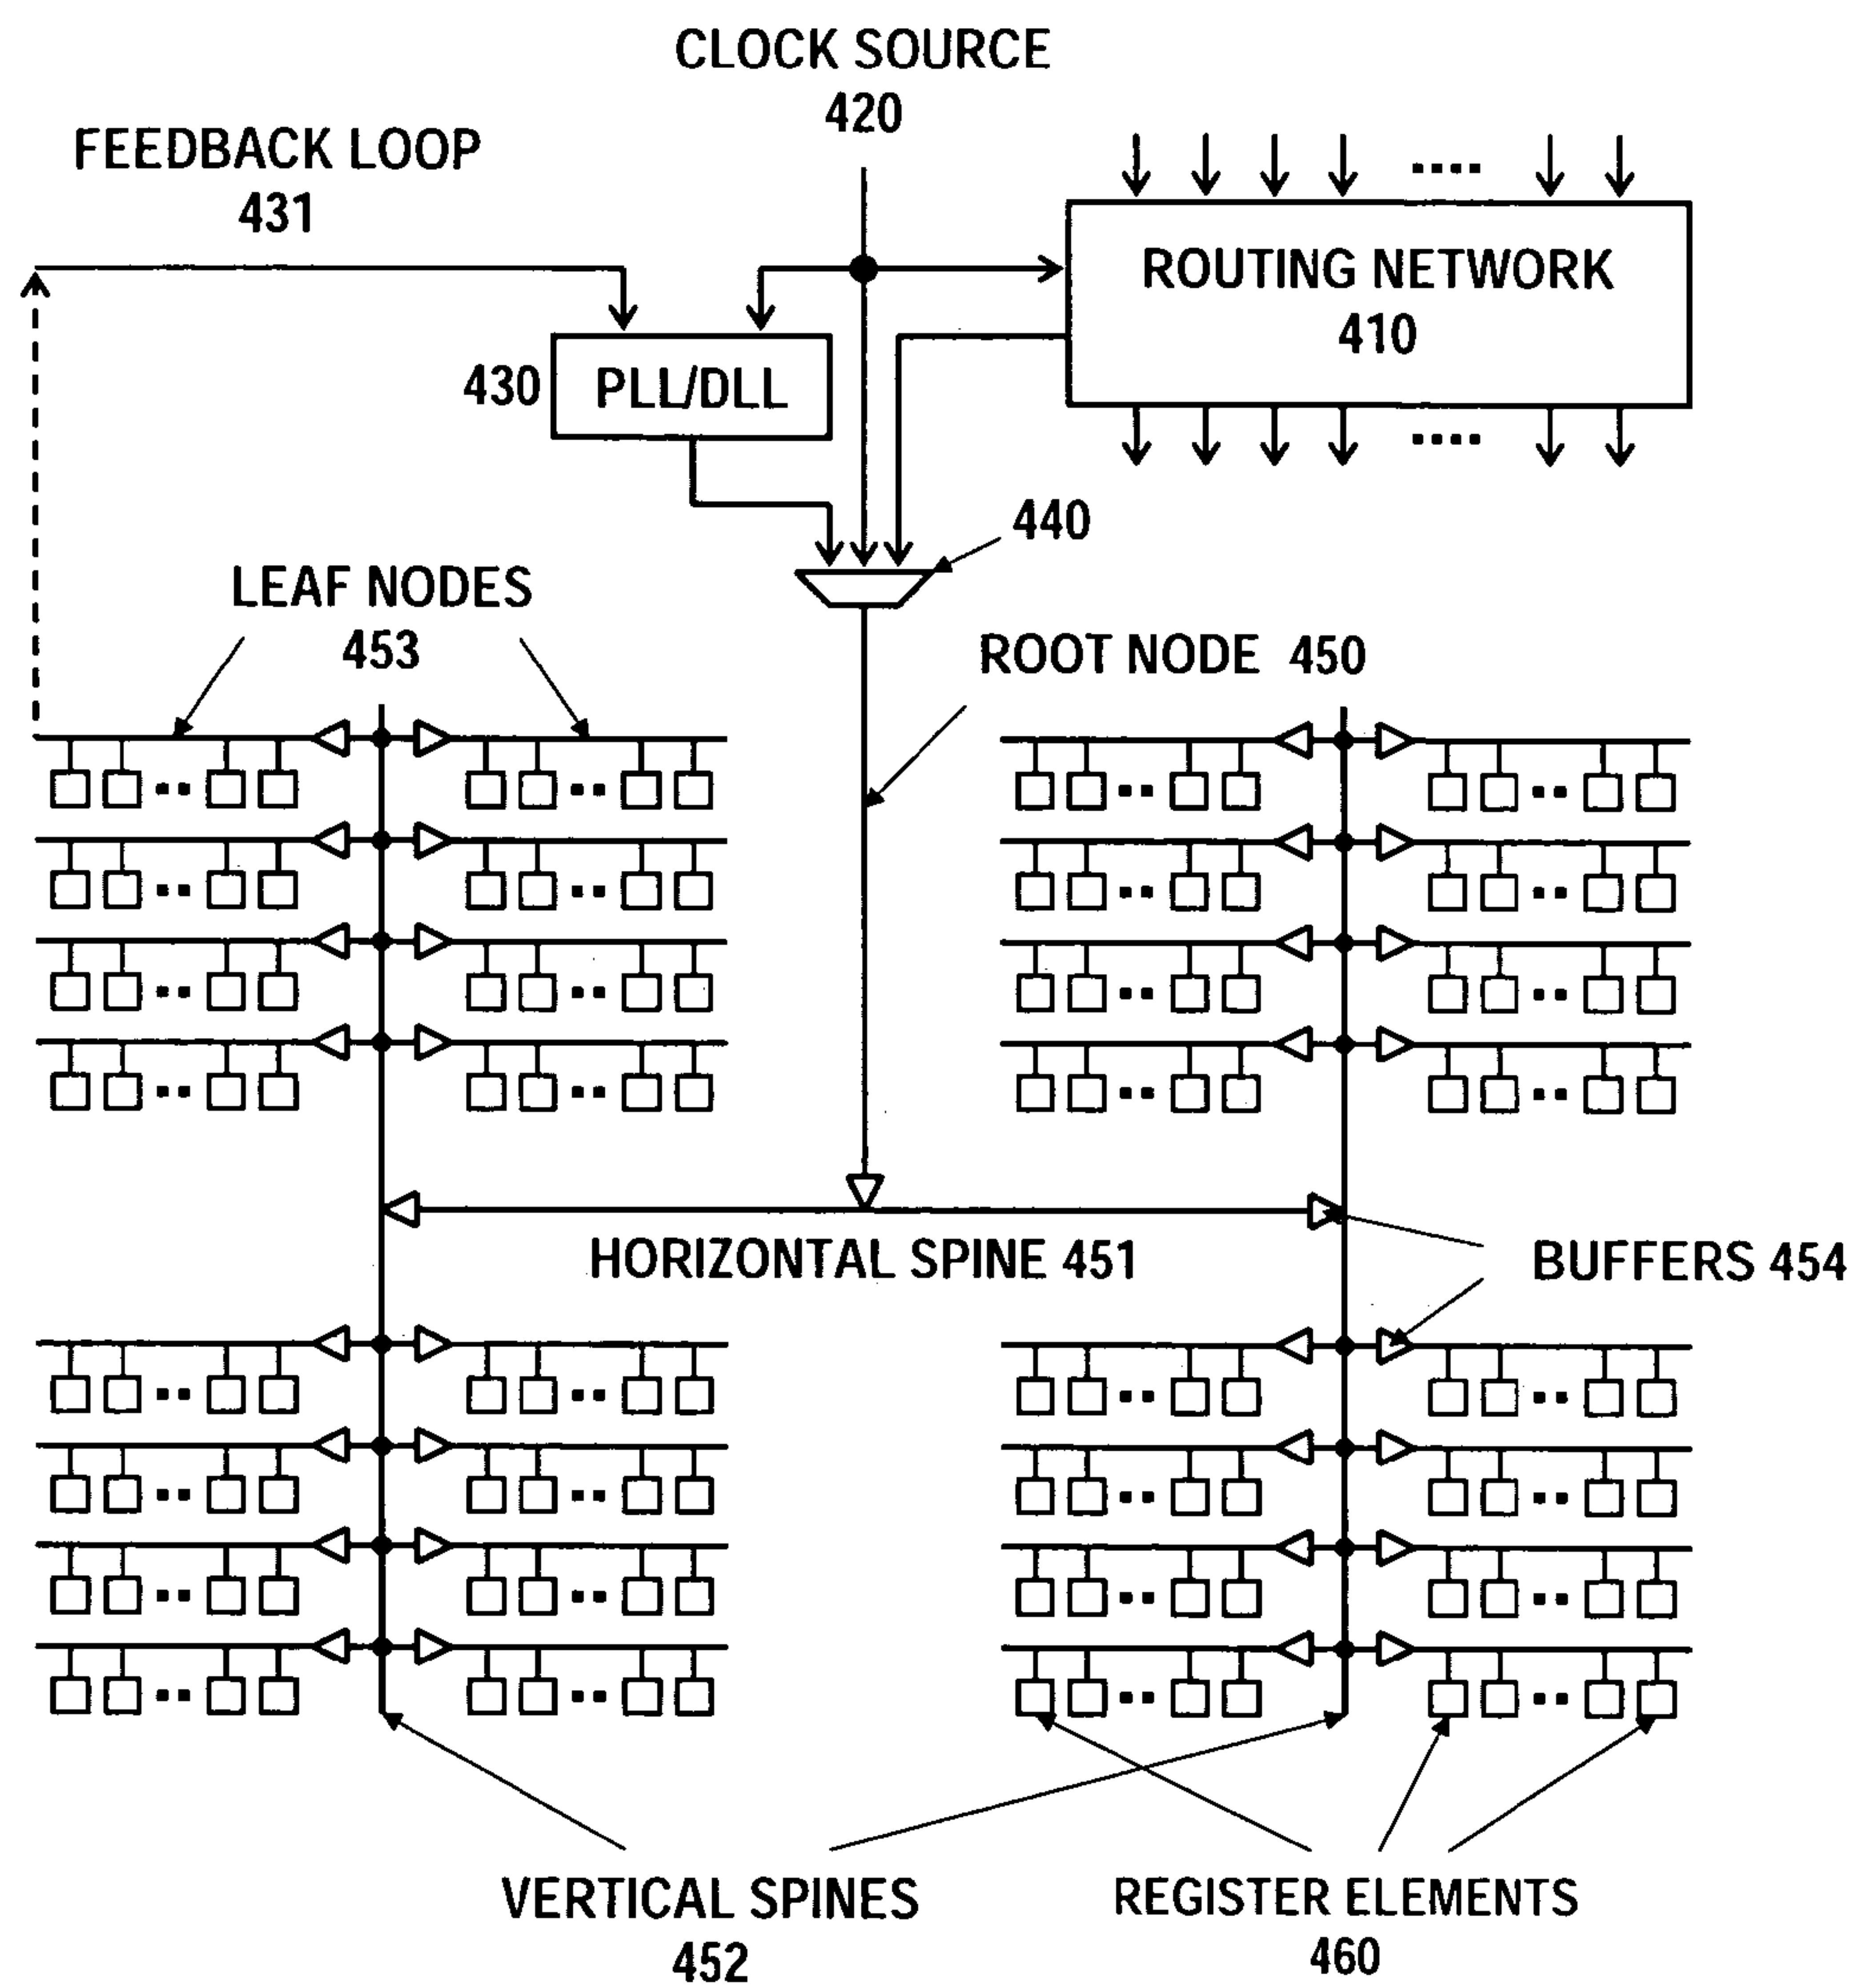 CLOCK SOURCE
420
FEEDBACK LOOP
431
ROUTING NETWORK
410
430
PLL/DLL
440
LEAF NODES
453
ROOT NODE 450
HORIZONTAL SPINE 451
BUFFERS 454
VERTICAL SPINES
452
REGISTER ELEMENTS
460